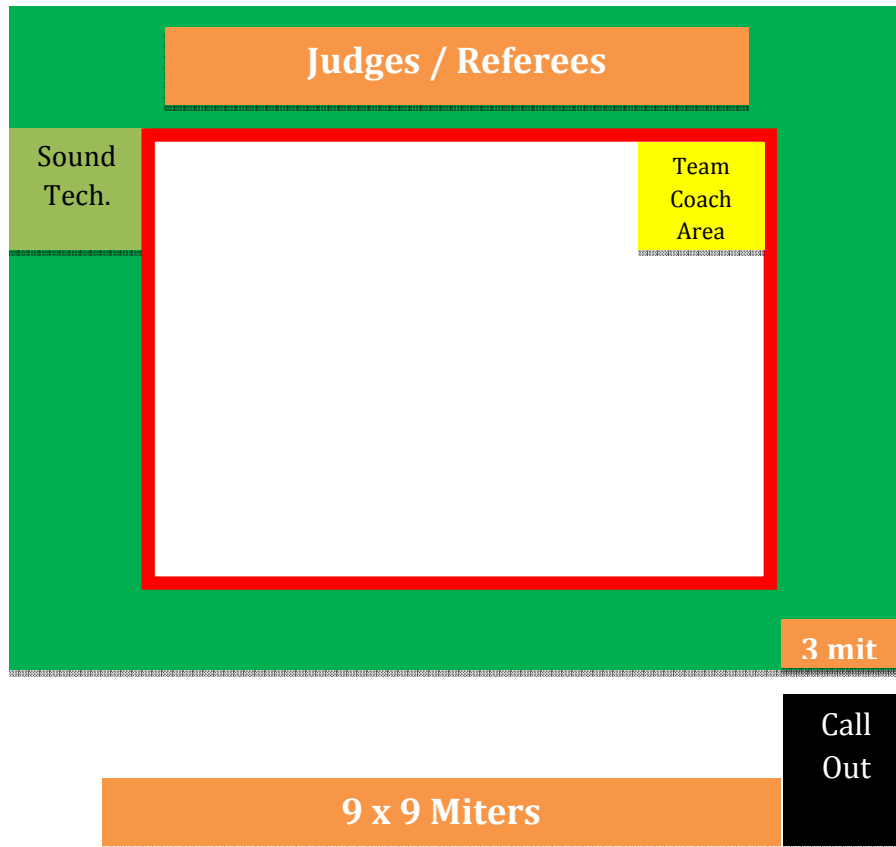 Judges / Referees
Sound
Tech.
Team
Coach
Area
3 mit
Call
Out
9 x 9 Miters